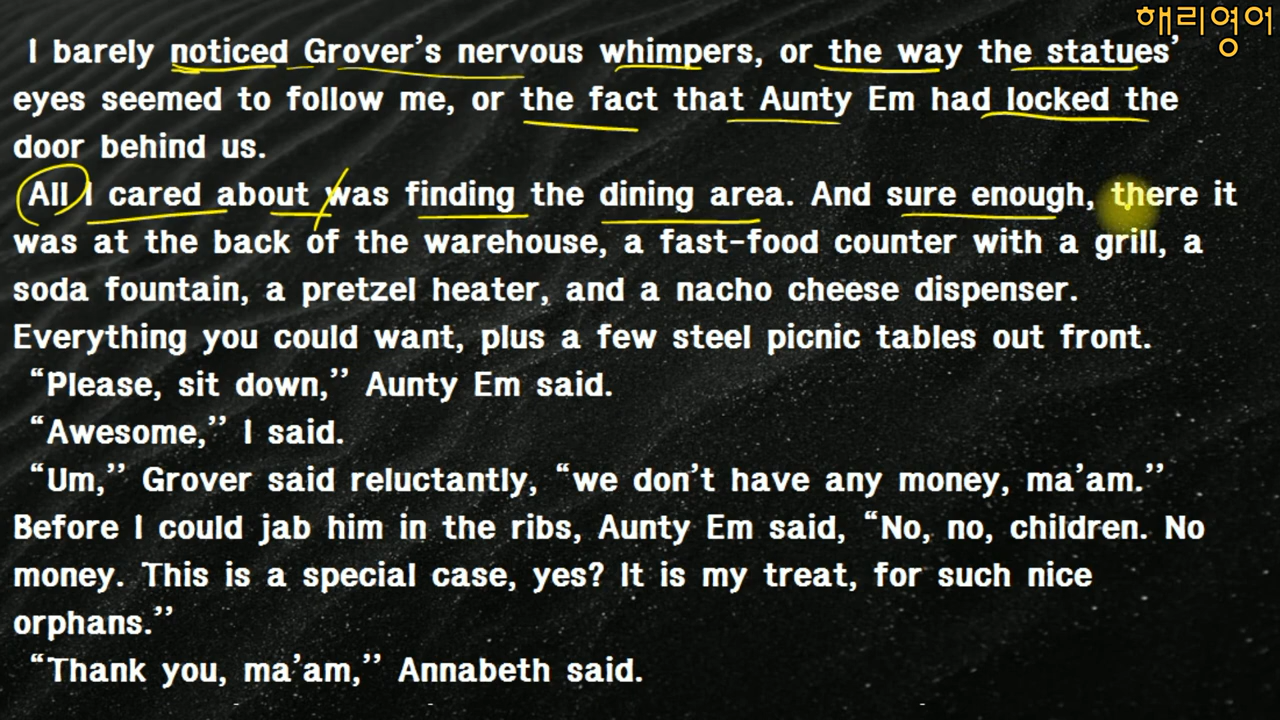 해리영어
I barely noticed Grover's nervous whimpers, or the way the statues'
eyes seemed to follow me, or the fact that Aunty Em had locked the
door behind us.
All I cared about was finding the dining area. And sure enough, there it
was at the back of the warehouse, a fast-food counter with a grill, a
soda fountain, a pretzel heater, and a nacho cheese dispenser.
Everything you could want, plus a few steel picnic tables out front.
“Please, sit down,’’ Aunty Em said.
“Awesome,’’ I said.
“Um,’’ Grover said reluctantly, “we don't have any money, ma'am.’’
Before I could jab him in the ribs, Aunty Em said, “No, no, children. No
money. This is a special case, yes? It is my treat, for such nice
orphans.’’
“Thank you, ma'am,’’ Annabeth said.